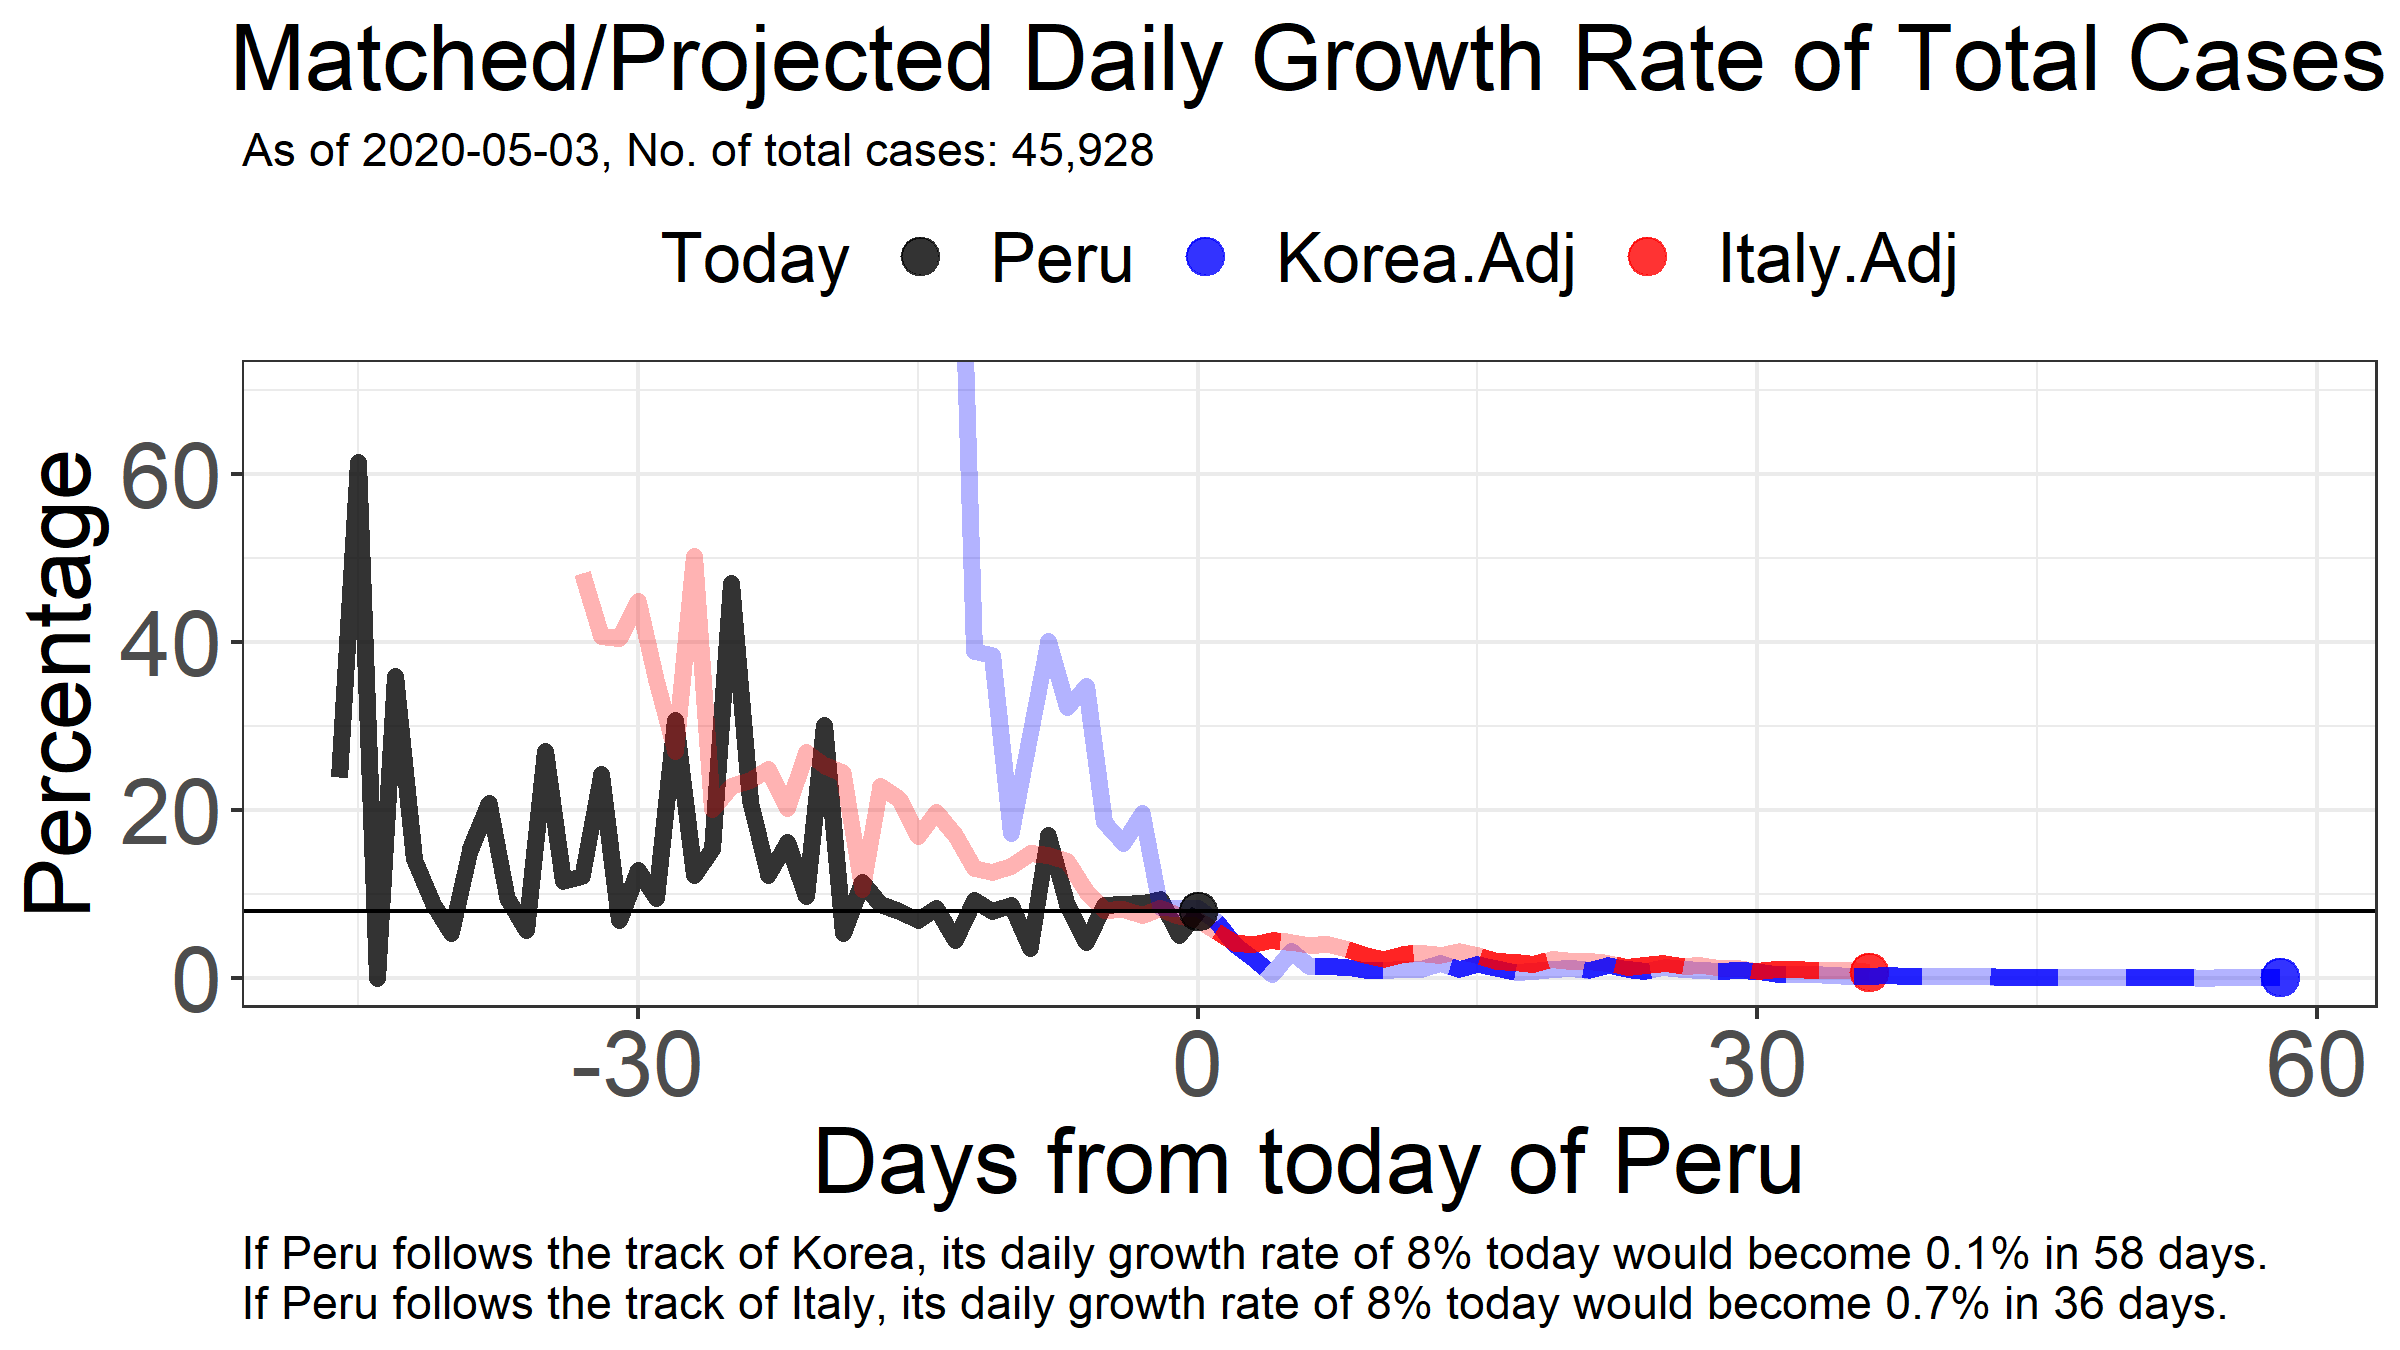 Matched/Projected Daily Growth Rate of Total Cases
As of 2020-05-03, No. of total cases: 45,928
Today Peru Korea.Adj Italy.Adj
Percentage
60
40
20
0
-30 0 30 60
Days from today of Peru
If Peru follows the track of Korea, its daily growth rate of 8% today would become 0.1% in 58 days.
If Peru follows the track of Italy, its daily growth rate of 8% today would become 0.7% in 36 days.